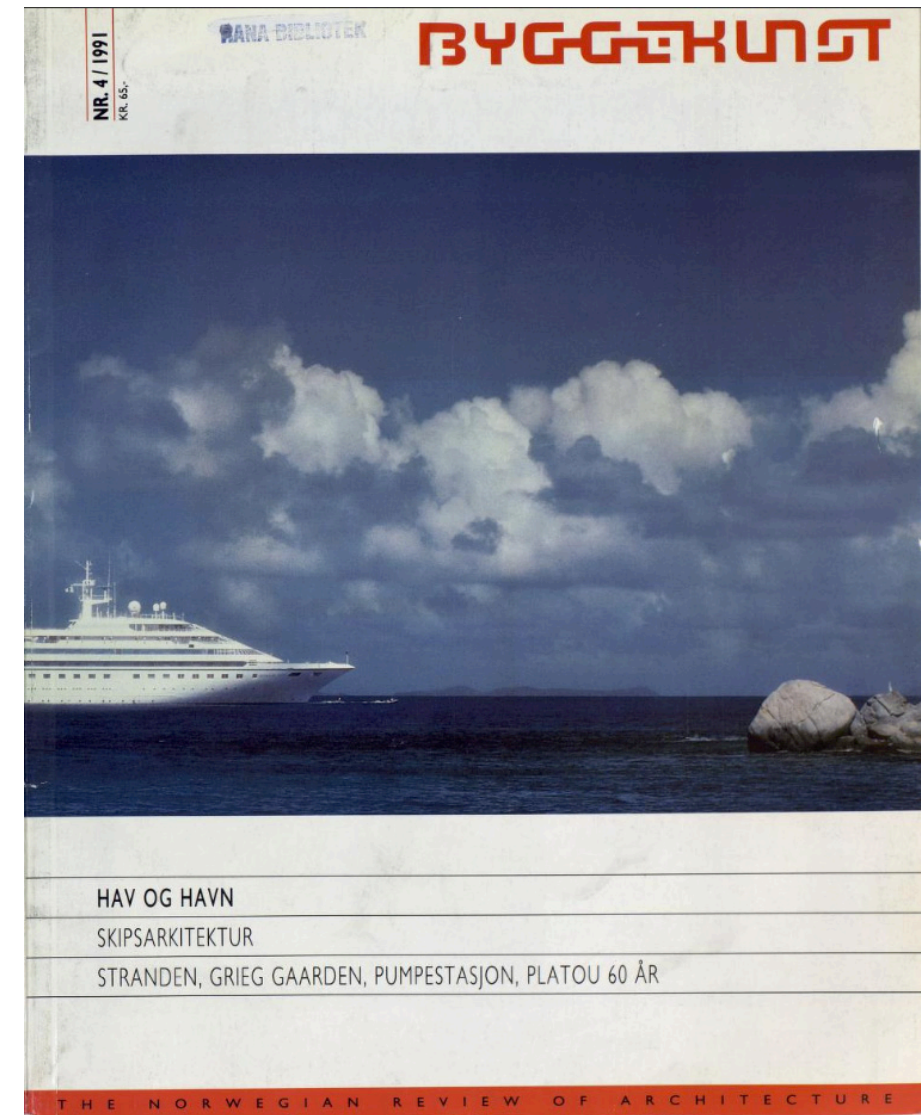 NR. 4 / 1991
KR. 65,-
RANA BIBLIOTEK
BYGGEKUNST
HAV OG HAVN
SKIPSARKITEKTUR
STRANDEN, GRIEG GAARDEN, PUMPESTASJON, PLATOU 60 ÅR
THE NORWEGIAN REVIEW OF ARCHITECTURE